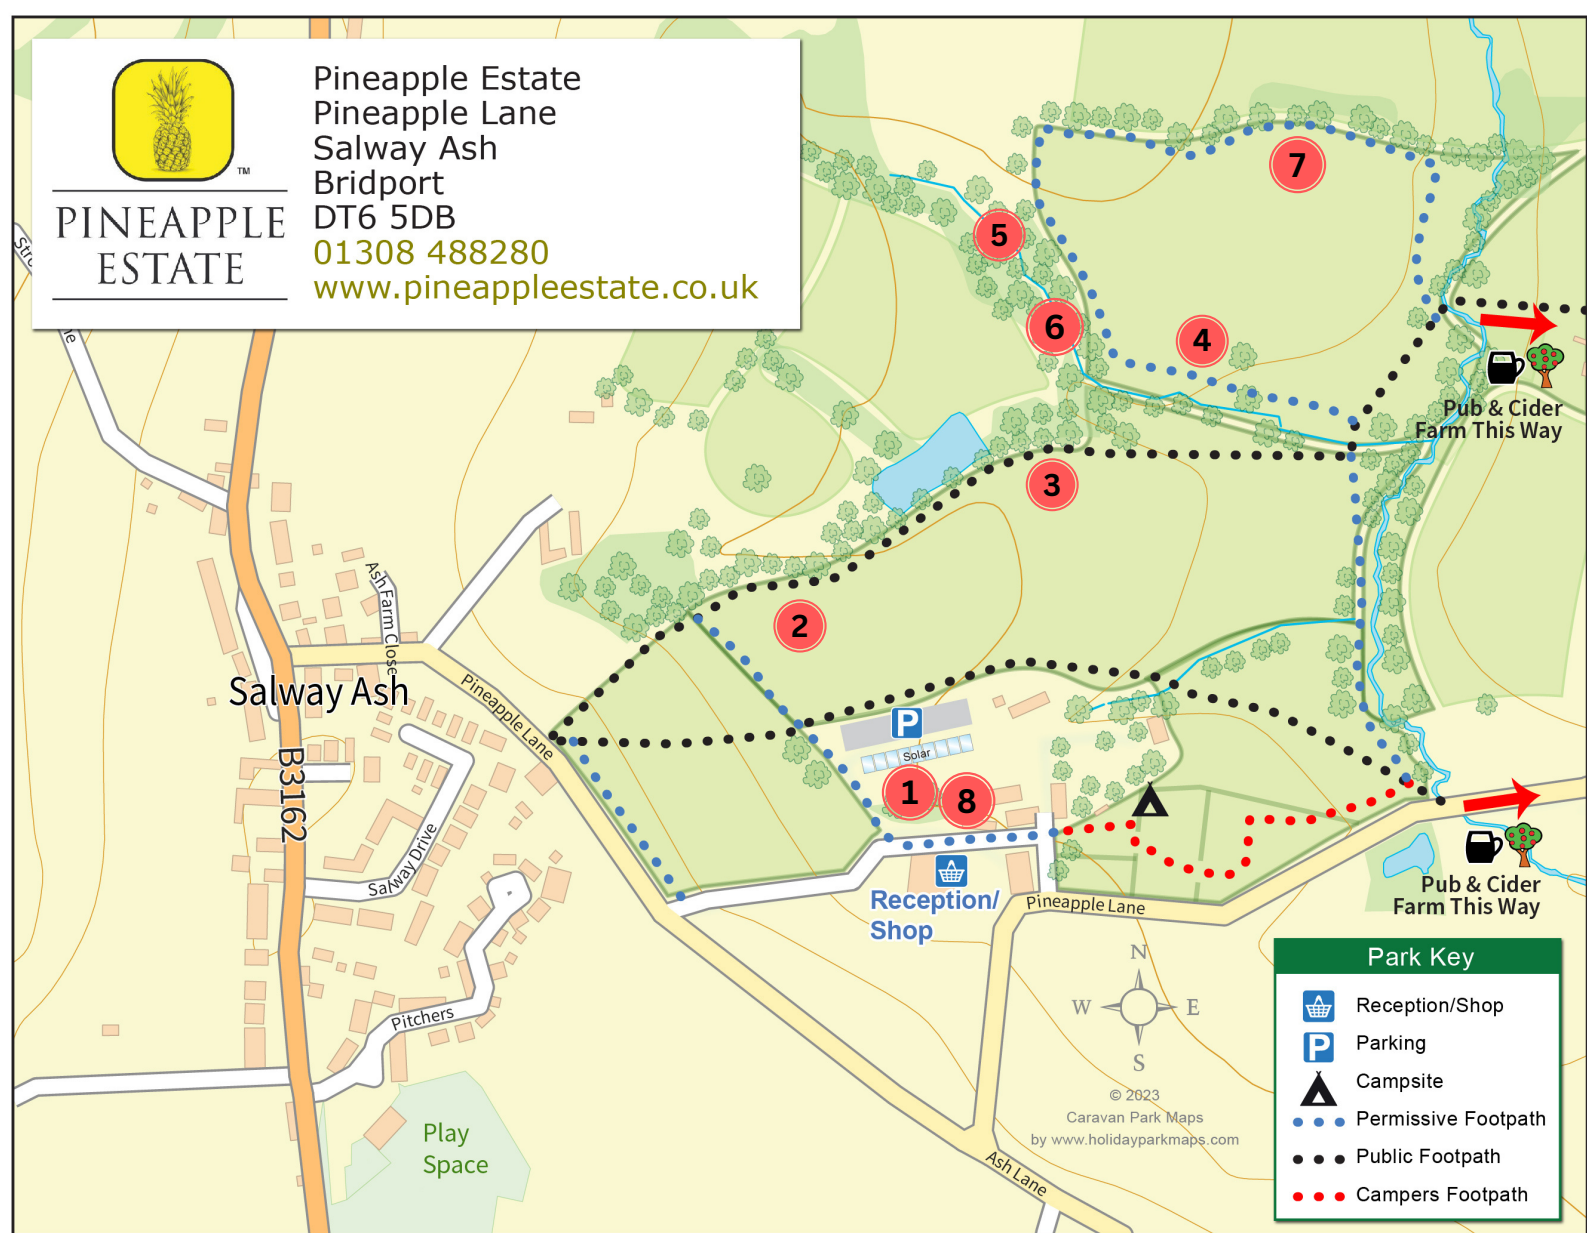 Pineapple Estate
Pineapple Lane
Salway Ash
Bridport
DT6 5DB
01308 488280
www.pineappleestate.co.uk
TM
PINEAPPLE
ESTATE
7
5
6
4
Pub & Cider
Farm This Way
3
2
Ash Farm Close
Salway Ash
Pineapple Lane
B3162
P
Solar
1
8
Salway Drive
Reception/
Shop
Pineapple Lane
Pub & Cider
Farm This Way
Pitchers
N
W
E
S
© 2023
Caravan Park Maps
by www.holidayparkmaps.com
Play
Space
Ash Lane
Park Key
Reception/Shop
P
Parking
Campsite
Permissive Footpath
Public Footpath
Campers Footpath